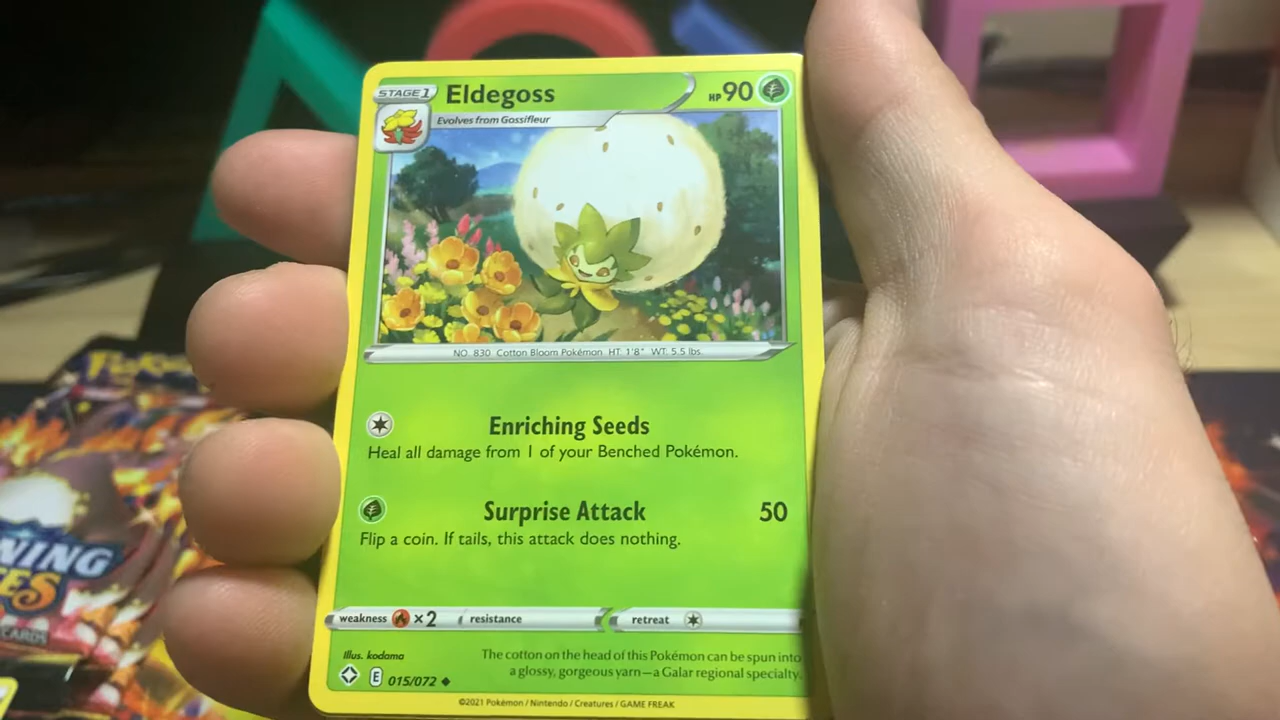 STAGE 1
Eldegoss
HP 90
Evolves from Gossifleur
NO. 830 Cotton Bloom Pokémon HT: 1'8" WT: 5.5 lbs.
Enriching Seeds
Heal all damage from 1 of your Benched Pokémon.
Surprise Attack 50
Flip a coin. If tails, this attack does nothing.
weakness ×2 resistance retreat
Illus. kodama
The cotton on the head of this Pokémon can be spun into
a glossy, gorgeous yarn—a Galar regional specialty.
E 015/072
©2021 Pokémon / Nintendo / Creatures / GAME FREAK
NING
ES
CARDS